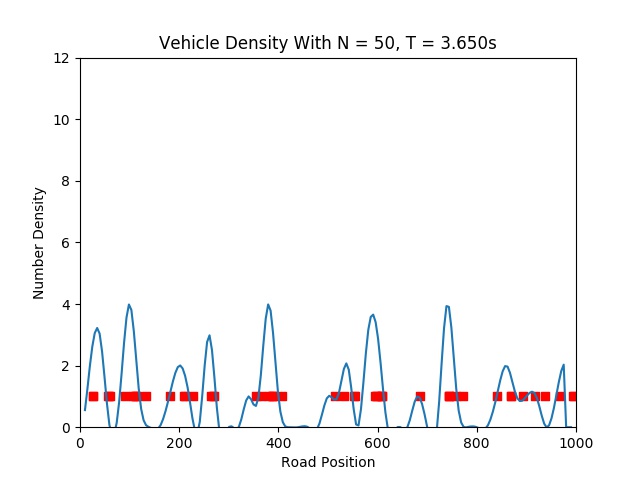 Vehicle Density With N = 50, T = 3.650s
12
10
8
6
4
2
0
Number Density
0 200 400 600 800 1000
Road Position